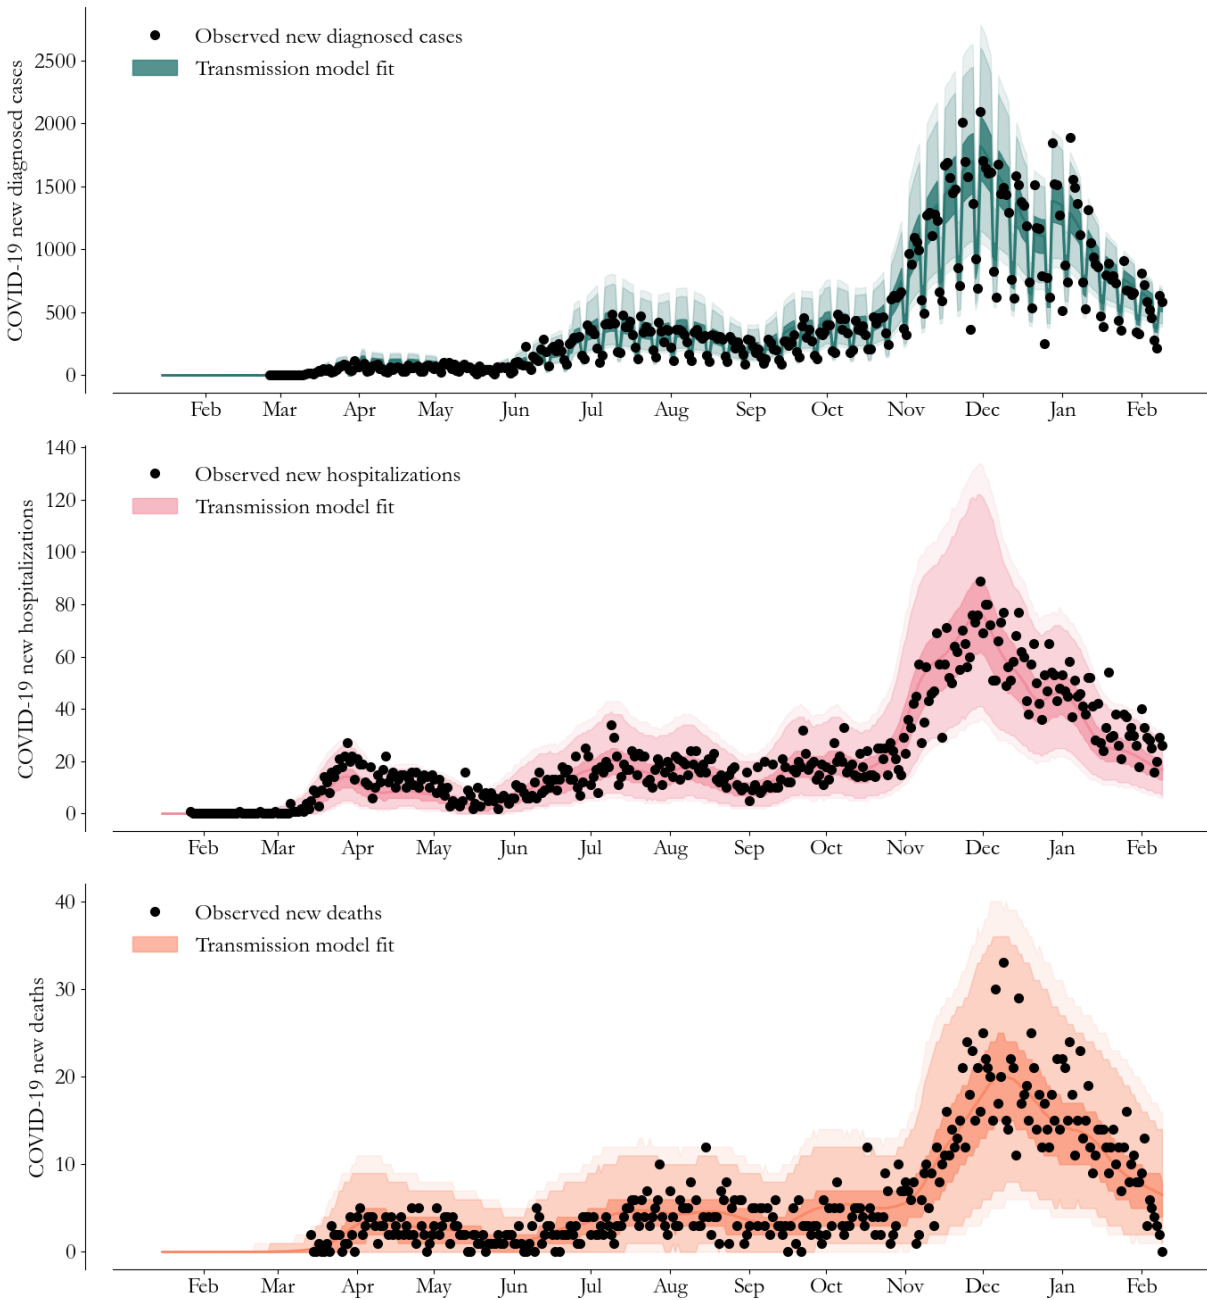 COVID-19 new diagnosed cases
Observed new diagnosed cases
Transmission model fit
2500
2000
1500
1000
500
0
Feb Mar Apr May Jun Jul Aug Sep Oct Nov Dec Jan Feb
COVID-19 new hospitalizations
Observed new hospitalizations
Transmission model fit
140
120
100
80
60
40
20
0
Feb Mar Apr May Jun Jul Aug Sep Oct Nov Dec Jan Feb
COVID-19 new deaths
Observed new deaths
Transmission model fit
40
30
20
10
0
Feb Mar Apr May Jun Jul Aug Sep Oct Nov Dec Jan Feb